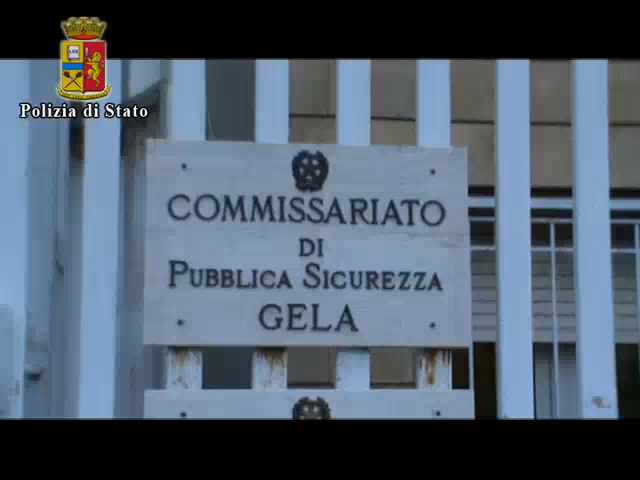 Polizia di Stato
COMMISSARIATO
DI
PUBBLICA SICUREZZA
GELA